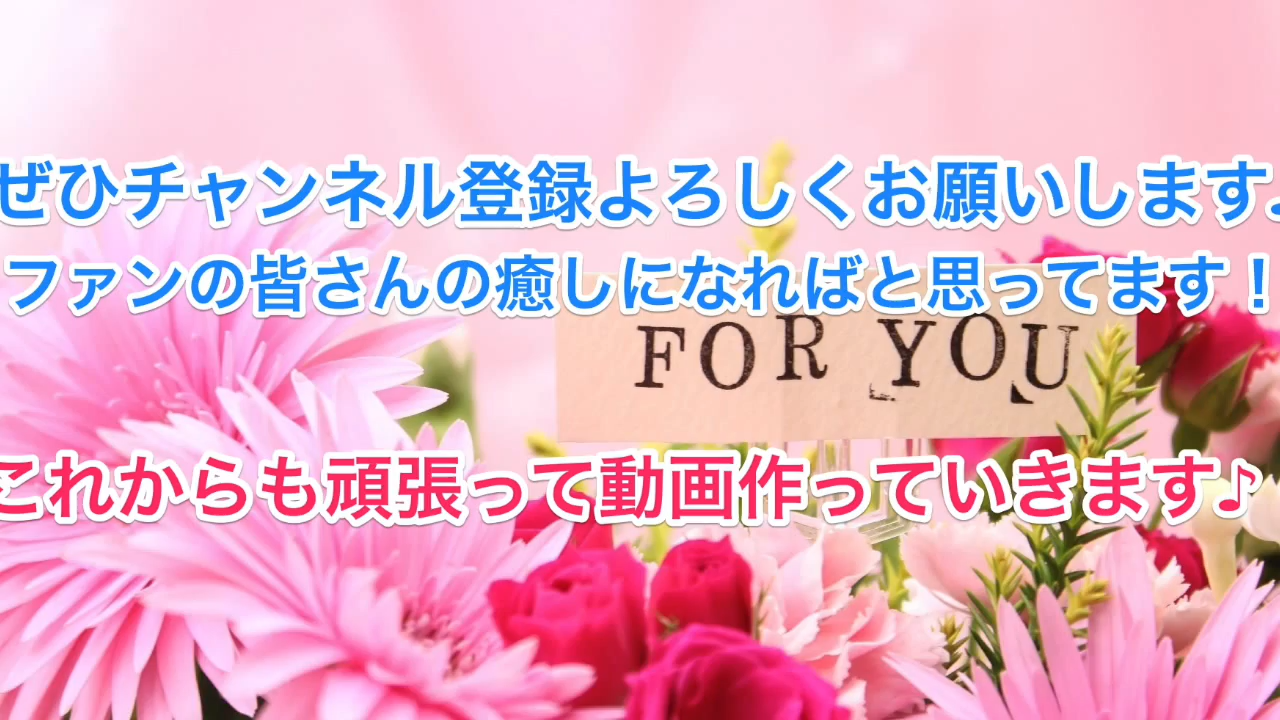 ぜひチャンネル登録よろしくお願いします
ファンの皆さんの癒しになればと思ってます！
FOR YOU
これからも頑張って動画作っていきます♪